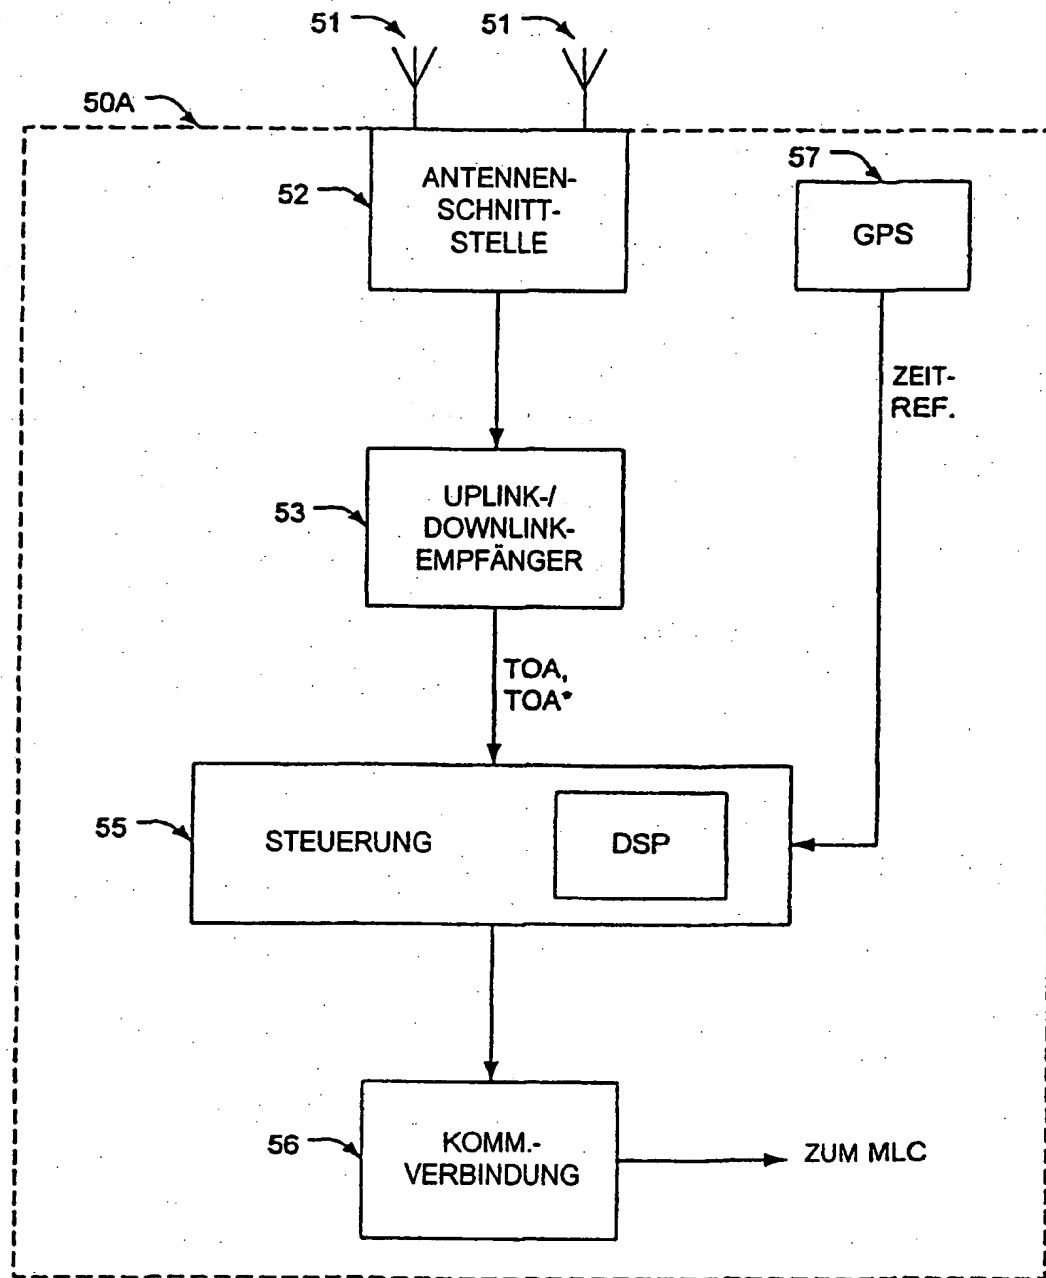 51
51
50A
52
ANTENNEN-
SCHNITT-
STELLE
57
GPS
ZEIT-
REF.
53
UPLINK-/
DOWNLINK-
EMPFÄNGER
TOA,
TOA*
55
STEUERUNG
DSP
56
KOMM.-
VERBINDUNG
ZUM MLC